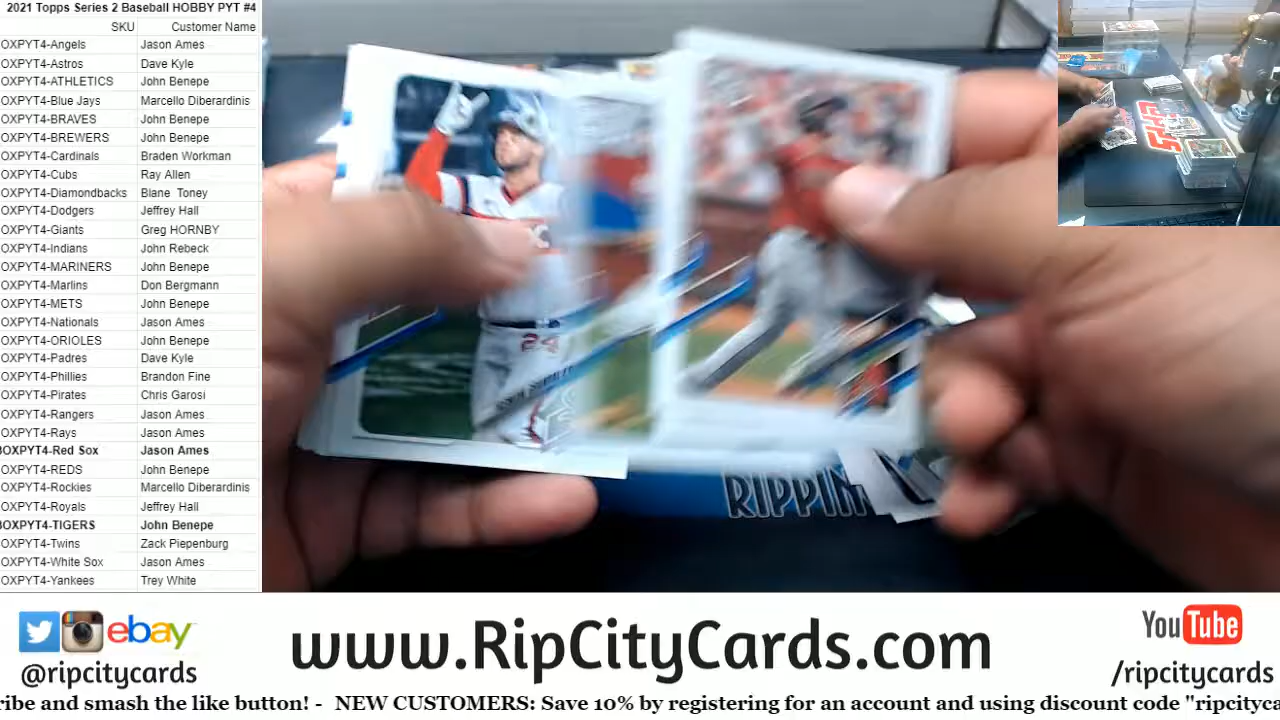 2021 Topps Series 2 Baseball HOBBY PYT #4
SKU Customer Name
OXPYT4-Angels Jason Ames
OXPYT4-Astros Dave Kyle
OXPYT4-ATHLETICS John Benepe
OXPYT4-Blue Jays Marcello Diberardinis
OXPYT4-BRAVES John Benepe
OXPYT4-BREWERS John Benepe
OXPYT4-Cardinals Braden Workman
OXPYT4-Cubs Ray Allen
OXPYT4-Diamondbacks Blane Toney
OXPYT4-Dodgers Jeffrey Hall
OXPYT4-Giants Greg HORNBY
OXPYT4-Indians John Rebeck
OXPYT4-MARINERS John Benepe
OXPYT4-Marlins Don Bergmann
OXPYT4-METS John Benepe
OXPYT4-Nationals Jason Ames
OXPYT4-ORIOLES John Benepe
OXPYT4-Padres Dave Kyle
OXPYT4-Phillies Brandon Fine
OXPYT4-Pirates Chris Garosi
OXPYT4-Rangers Jason Ames
OXPYT4-Rays Jason Ames
BOXPYT4-Red Sox Jason Ames
OXPYT4-REDS John Benepe
OXPYT4-Rockies Marcello Diberardinis
OXPYT4-Royals Jeffrey Hall
BOXPYT4-TIGERS John Benepe
OXPYT4-Twins Zack Piepenburg
OXPYT4-White Sox Jason Ames
OXPYT4-Yankees Trey White
24
RIPPIN
ebay
@ripcitycards
www.RipCityCards.com
YouTube
/ripcitycards
ribe and smash the like button! - NEW CUSTOMERS: Save 10% by registering for an account and using discount code "ripcityca